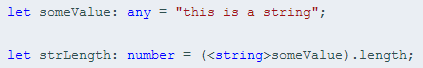 let someValue: any = "this is a string";
let strLength: number = (<string>someValue).length;